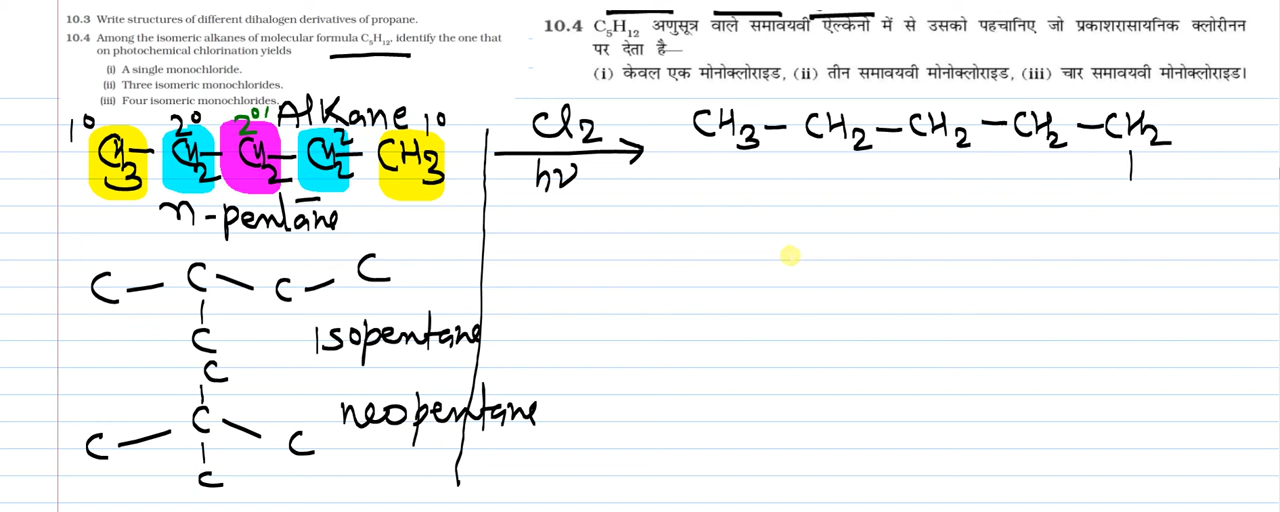 10.3 Write structures of different dihalogen derivatives of propane.
10.4 Among the isomeric alkanes of molecular formula C₅H₁₂, identify the one that
on photochemical chlorination yields
(i) A single monochloride.
(ii) Three isomeric monochlorides.
(iii) Four isomeric monochlorides.
10.4 C₅H₁₂ अणुसूत्र वाले समावयवी ऐल्केनों में से उसको पहचानिए जो प्रकाशरासायनिक क्लोरीनन
पर देता है—
(i) केवल एक मोनोक्लोराइड, (ii) तीन समावयवी मोनोक्लोराइड, (iii) चार समावयवी मोनोक्लोराइड।
Alkane
1° 2° 2°' 2 1°
CH₃ – CH₂ – CH₂ – CH₂ – CH₃
n-pentane
Cl₂
hν
CH₃ – CH₂ – CH₂ – CH₂ – CH₂
C – C – C – C
C
isopentane
C
C – C – C
C
neopentane